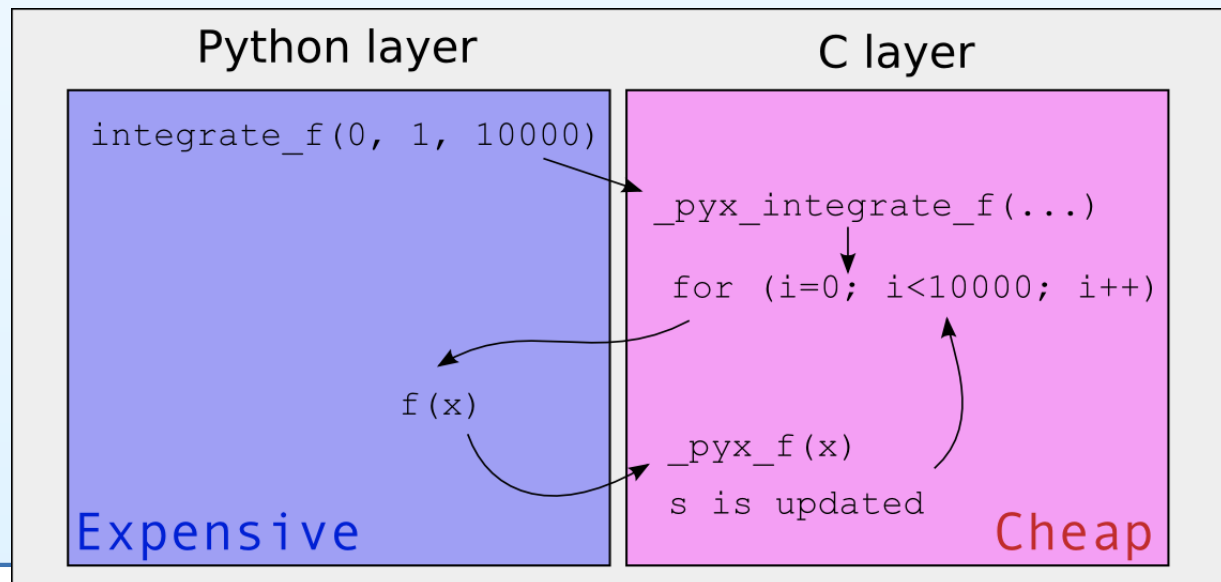 Python layer
C layer
integrate_f(0, 1, 10000)
_pyx_integrate_f(...)
for (i=0; i<10000; i++)
f(x)
_pyx_f(x)
s is updated
Expensive
Cheap